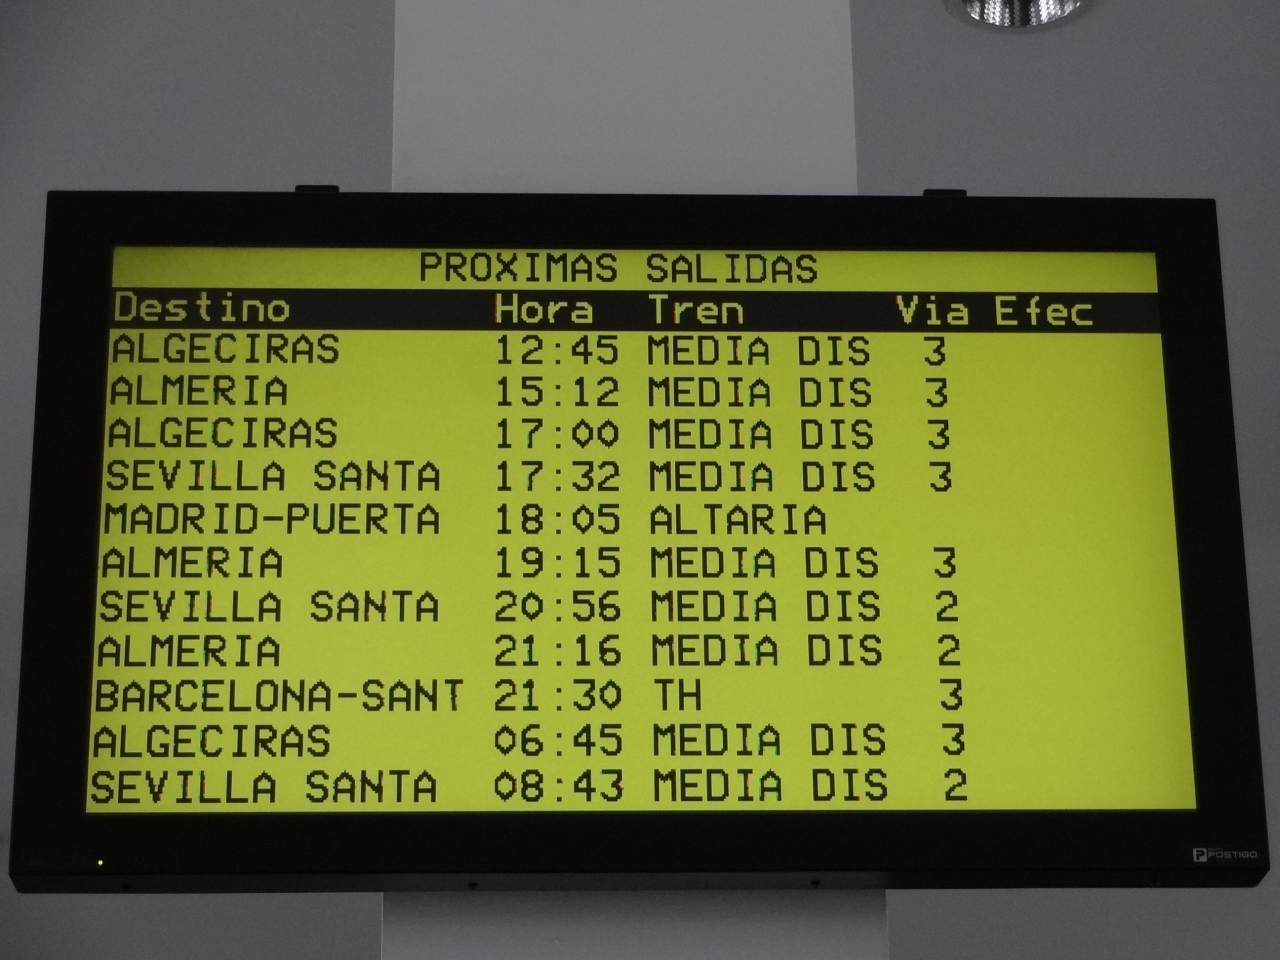 PROXIMAS SALIDAS
Destino Hora Tren Via Efec
ALGECIRAS 12:45 MEDIA DIS 3
ALMERIA 15:12 MEDIA DIS 3
ALGECIRAS 17:00 MEDIA DIS 3
SEVILLA SANTA 17:32 MEDIA DIS 3
MADRID-PUERTA 18:05 ALTARIA
ALMERIA 19:15 MEDIA DIS 3
SEVILLA SANTA 20:56 MEDIA DIS 2
ALMERIA 21:16 MEDIA DIS 2
BARCELONA-SANT 21:30 TH 3
ALGECIRAS 06:45 MEDIA DIS 3
SEVILLA SANTA 08:43 MEDIA DIS 2
POSTIGO